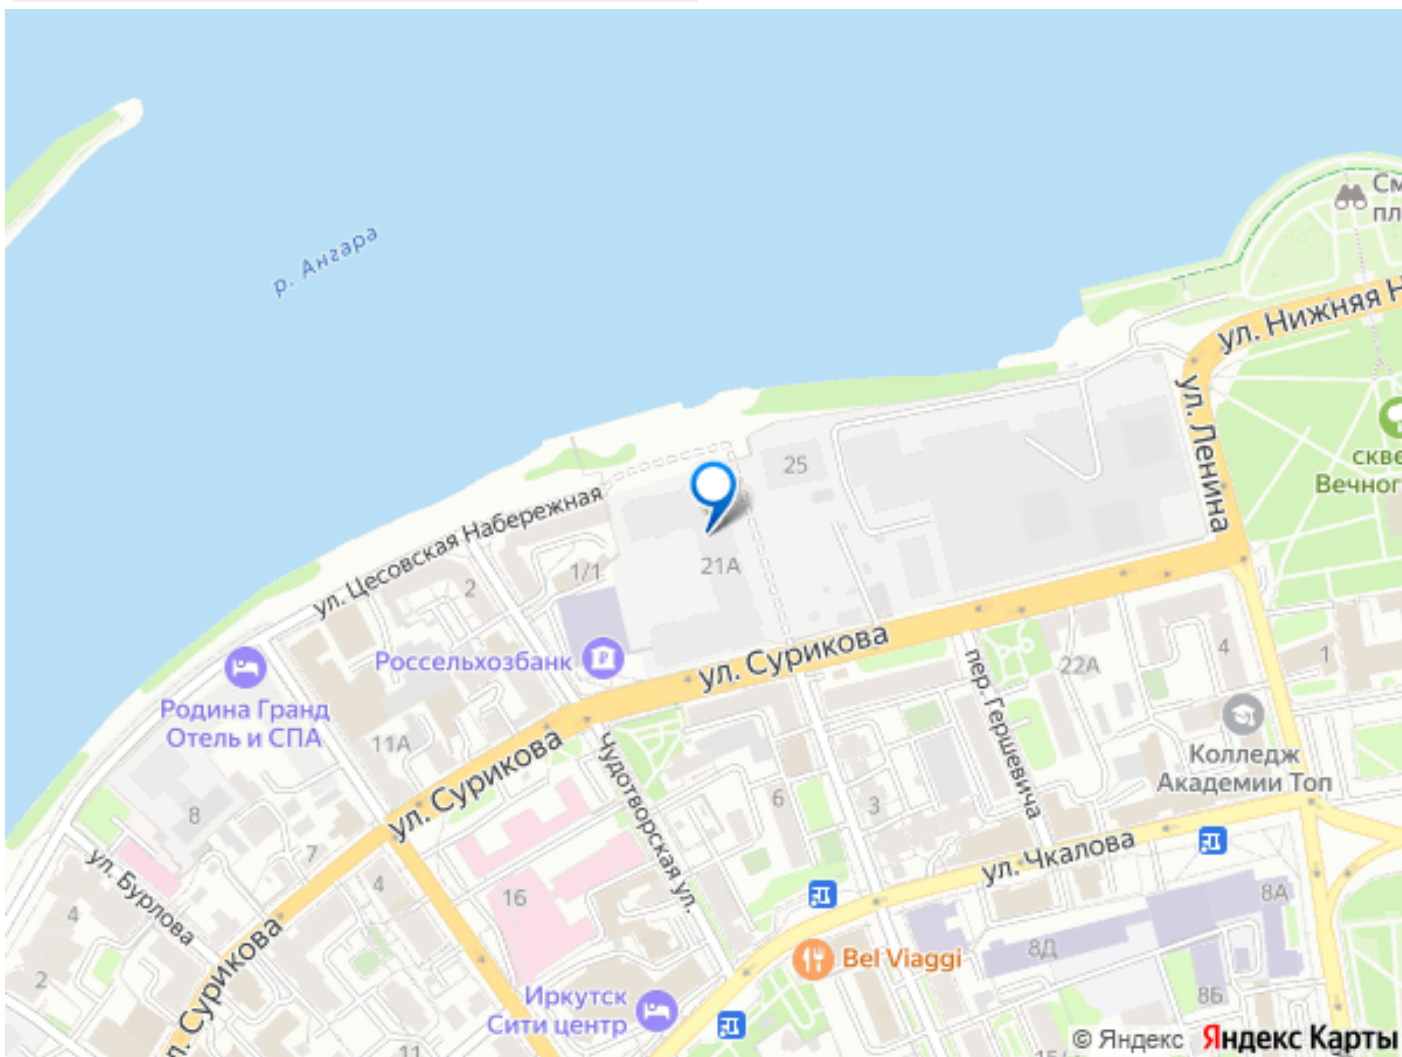 См
пл
р. Ангара
ул. Нижняя Н
ул. Ленина
скве
Вечног
25
ул. Цесовская Набережная
21А
1/1
2
ул. Сурикова
Россельхозбанк
пер. Гершевича
22А
4
1
Родина Гранд
Отель и СПА
11А
Колледж
Академии Топ
ул. Сурикова
Чудотворская ул.
6
3
8
7
ул. Чкалова
ул. Бурлова
4
16
8А
4
8Д
Bel Viaggi
2
ул. Сурикова
Иркутск
Сити центр
8Б
11
© Яндекс Яндекс Карты